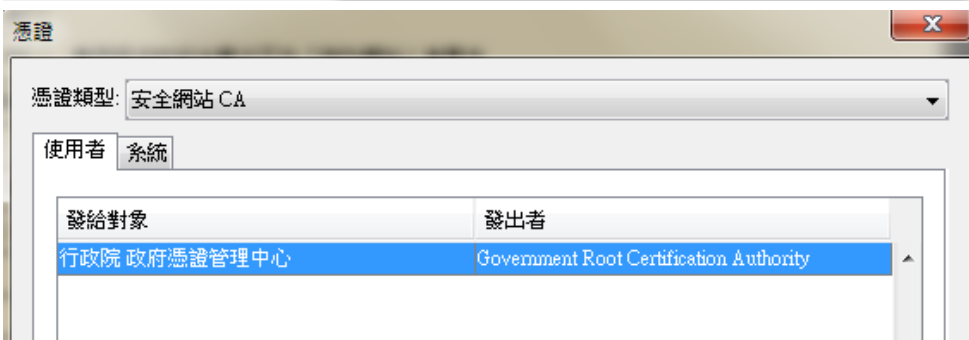 憑證
憑證類型: 安全網站 CA
使用者 系統
發給對象 發出者
行政院 政府憑證管理中心 Government Root Certification Authority